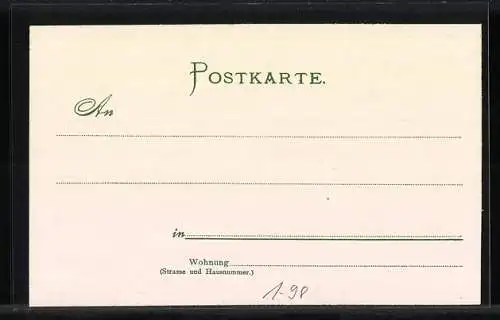 POSTKARTE.
An
in
Wohnung
(Strasse und Hausnummer.)
1-98